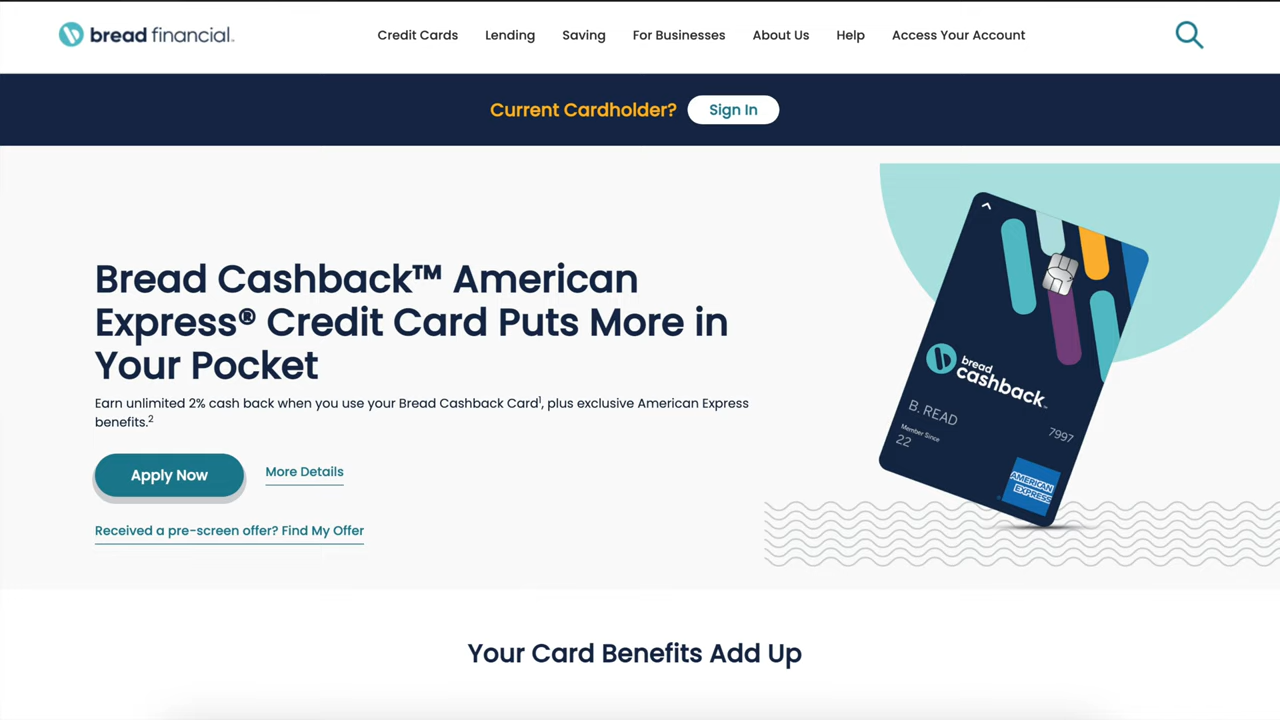 bread financial™
Credit Cards
Lending
Saving
For Businesses
About Us
Help
Access Your Account
Current Cardholder?
Sign In
Bread Cashback™ American
Express® Credit Card Puts More in
Your Pocket
Earn unlimited 2% cash back when you use your Bread Cashback Card¹, plus exclusive American Express
benefits.²
Apply Now
More Details
Received a pre-screen offer? Find My Offer
bread
cashback™
B. READ
7997
Member Since
22
AMERICAN
EXPRESS
Your Card Benefits Add Up